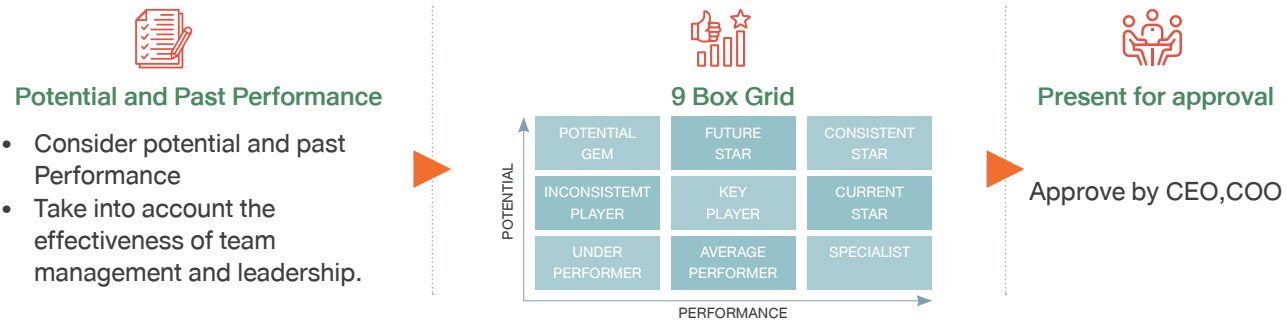 Potential and Past Performance
• Consider potential and past
Performance
• Take into account the
effectiveness of team
management and leadership.
9 Box Grid
POTENTIAL
POTENTIAL
GEM
FUTURE
STAR
CONSISTENT
STAR
INCONSISTEMT
PLAYER
KEY
PLAYER
CURRENT
STAR
UNDER
PERFORMER
AVERAGE
PERFORMER
SPECIALIST
PERFORMANCE
Present for approval
Approve by CEO,COO